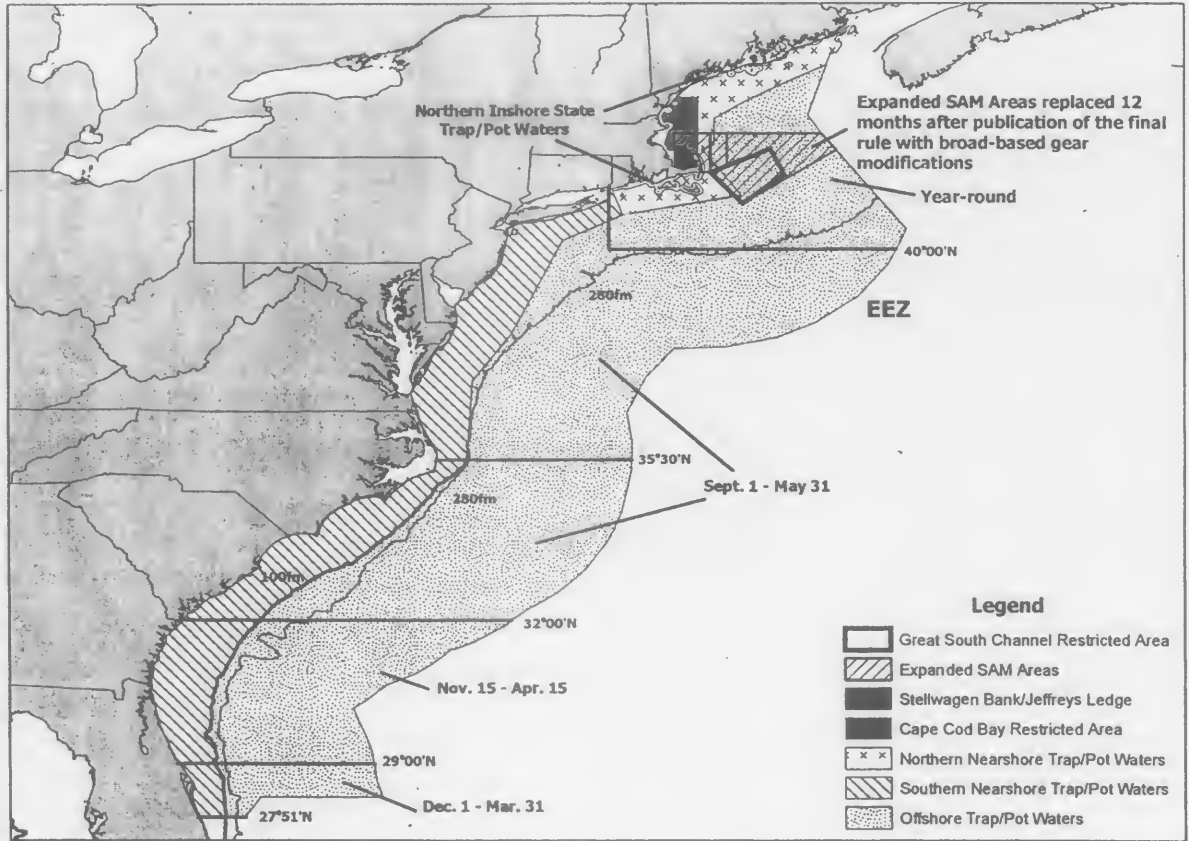 Northern Inshore State
Trap/Pot Waters
Expanded SAM Areas replaced 12
months after publication of the final
rule with broad-based gear
modifications
Year-round
40°00'N
280fm
EEZ
35°30'N
Sept. 1 - May 31
280fm
100fm
32°00'N
Nov. 15 - Apr. 15
29°00'N
Dec. 1 - Mar. 31
27°51'N
Legend
Great South Channel Restricted Area
Expanded SAM Areas
Stellwagen Bank/Jeffreys Ledge
Cape Cod Bay Restricted Area
Northern Nearshore Trap/Pot Waters
Southern Nearshore Trap/Pot Waters
Offshore Trap/Pot Waters